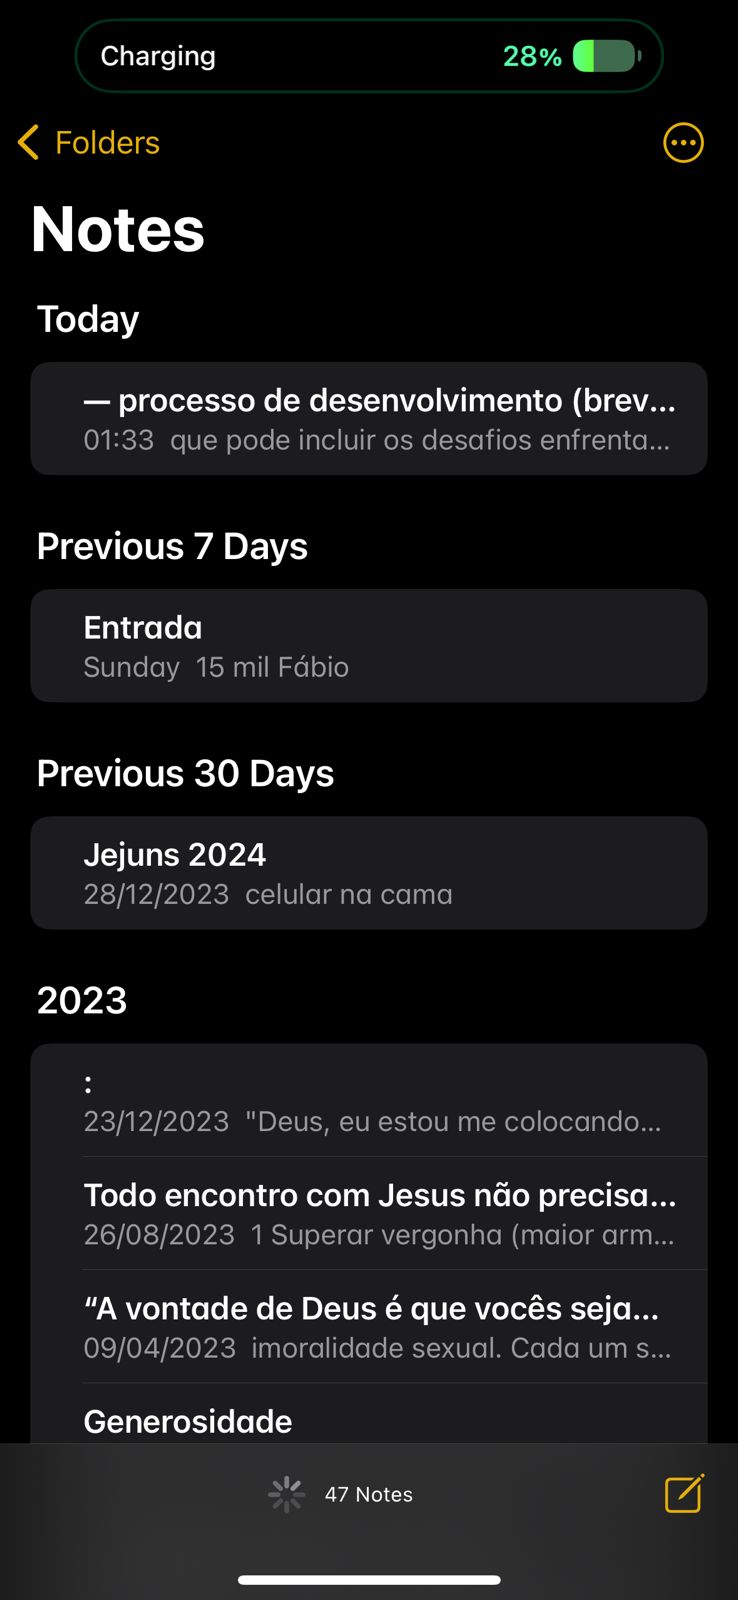 Charging 28%
Folders
Notes
Today
— processo de desenvolvimento (brev...
01:33 que pode incluir os desafios enfrenta...
Previous 7 Days
Entrada
Sunday 15 mil Fábio
Previous 30 Days
Jejuns 2024
28/12/2023 celular na cama
2023
:
23/12/2023 "Deus, eu estou me colocando...
Todo encontro com Jesus não precisa...
26/08/2023 1 Superar vergonha (maior arm...
“A vontade de Deus é que vocês seja...
09/04/2023 imoralidade sexual. Cada um s...
Generosidade
47 Notes